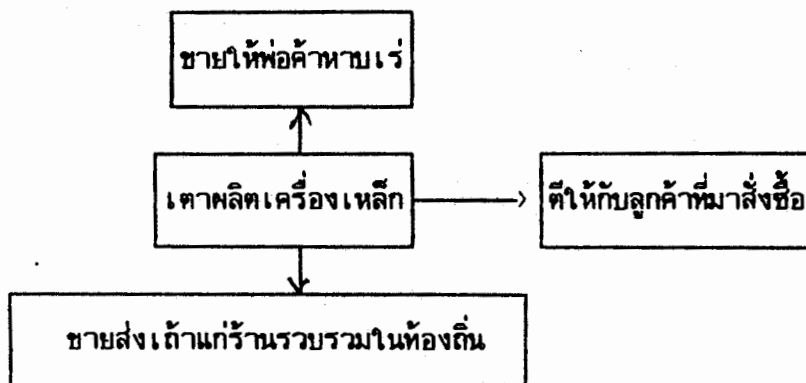 ขายให้พ่อค้าหาบเร่
เตาผลิตเครื่องเหล็ก
ตีให้กับลูกค้าที่มาสั่งซื้อ
ขายส่งเถ้าแก่ร้านรวบรวมในท้องถิ่น